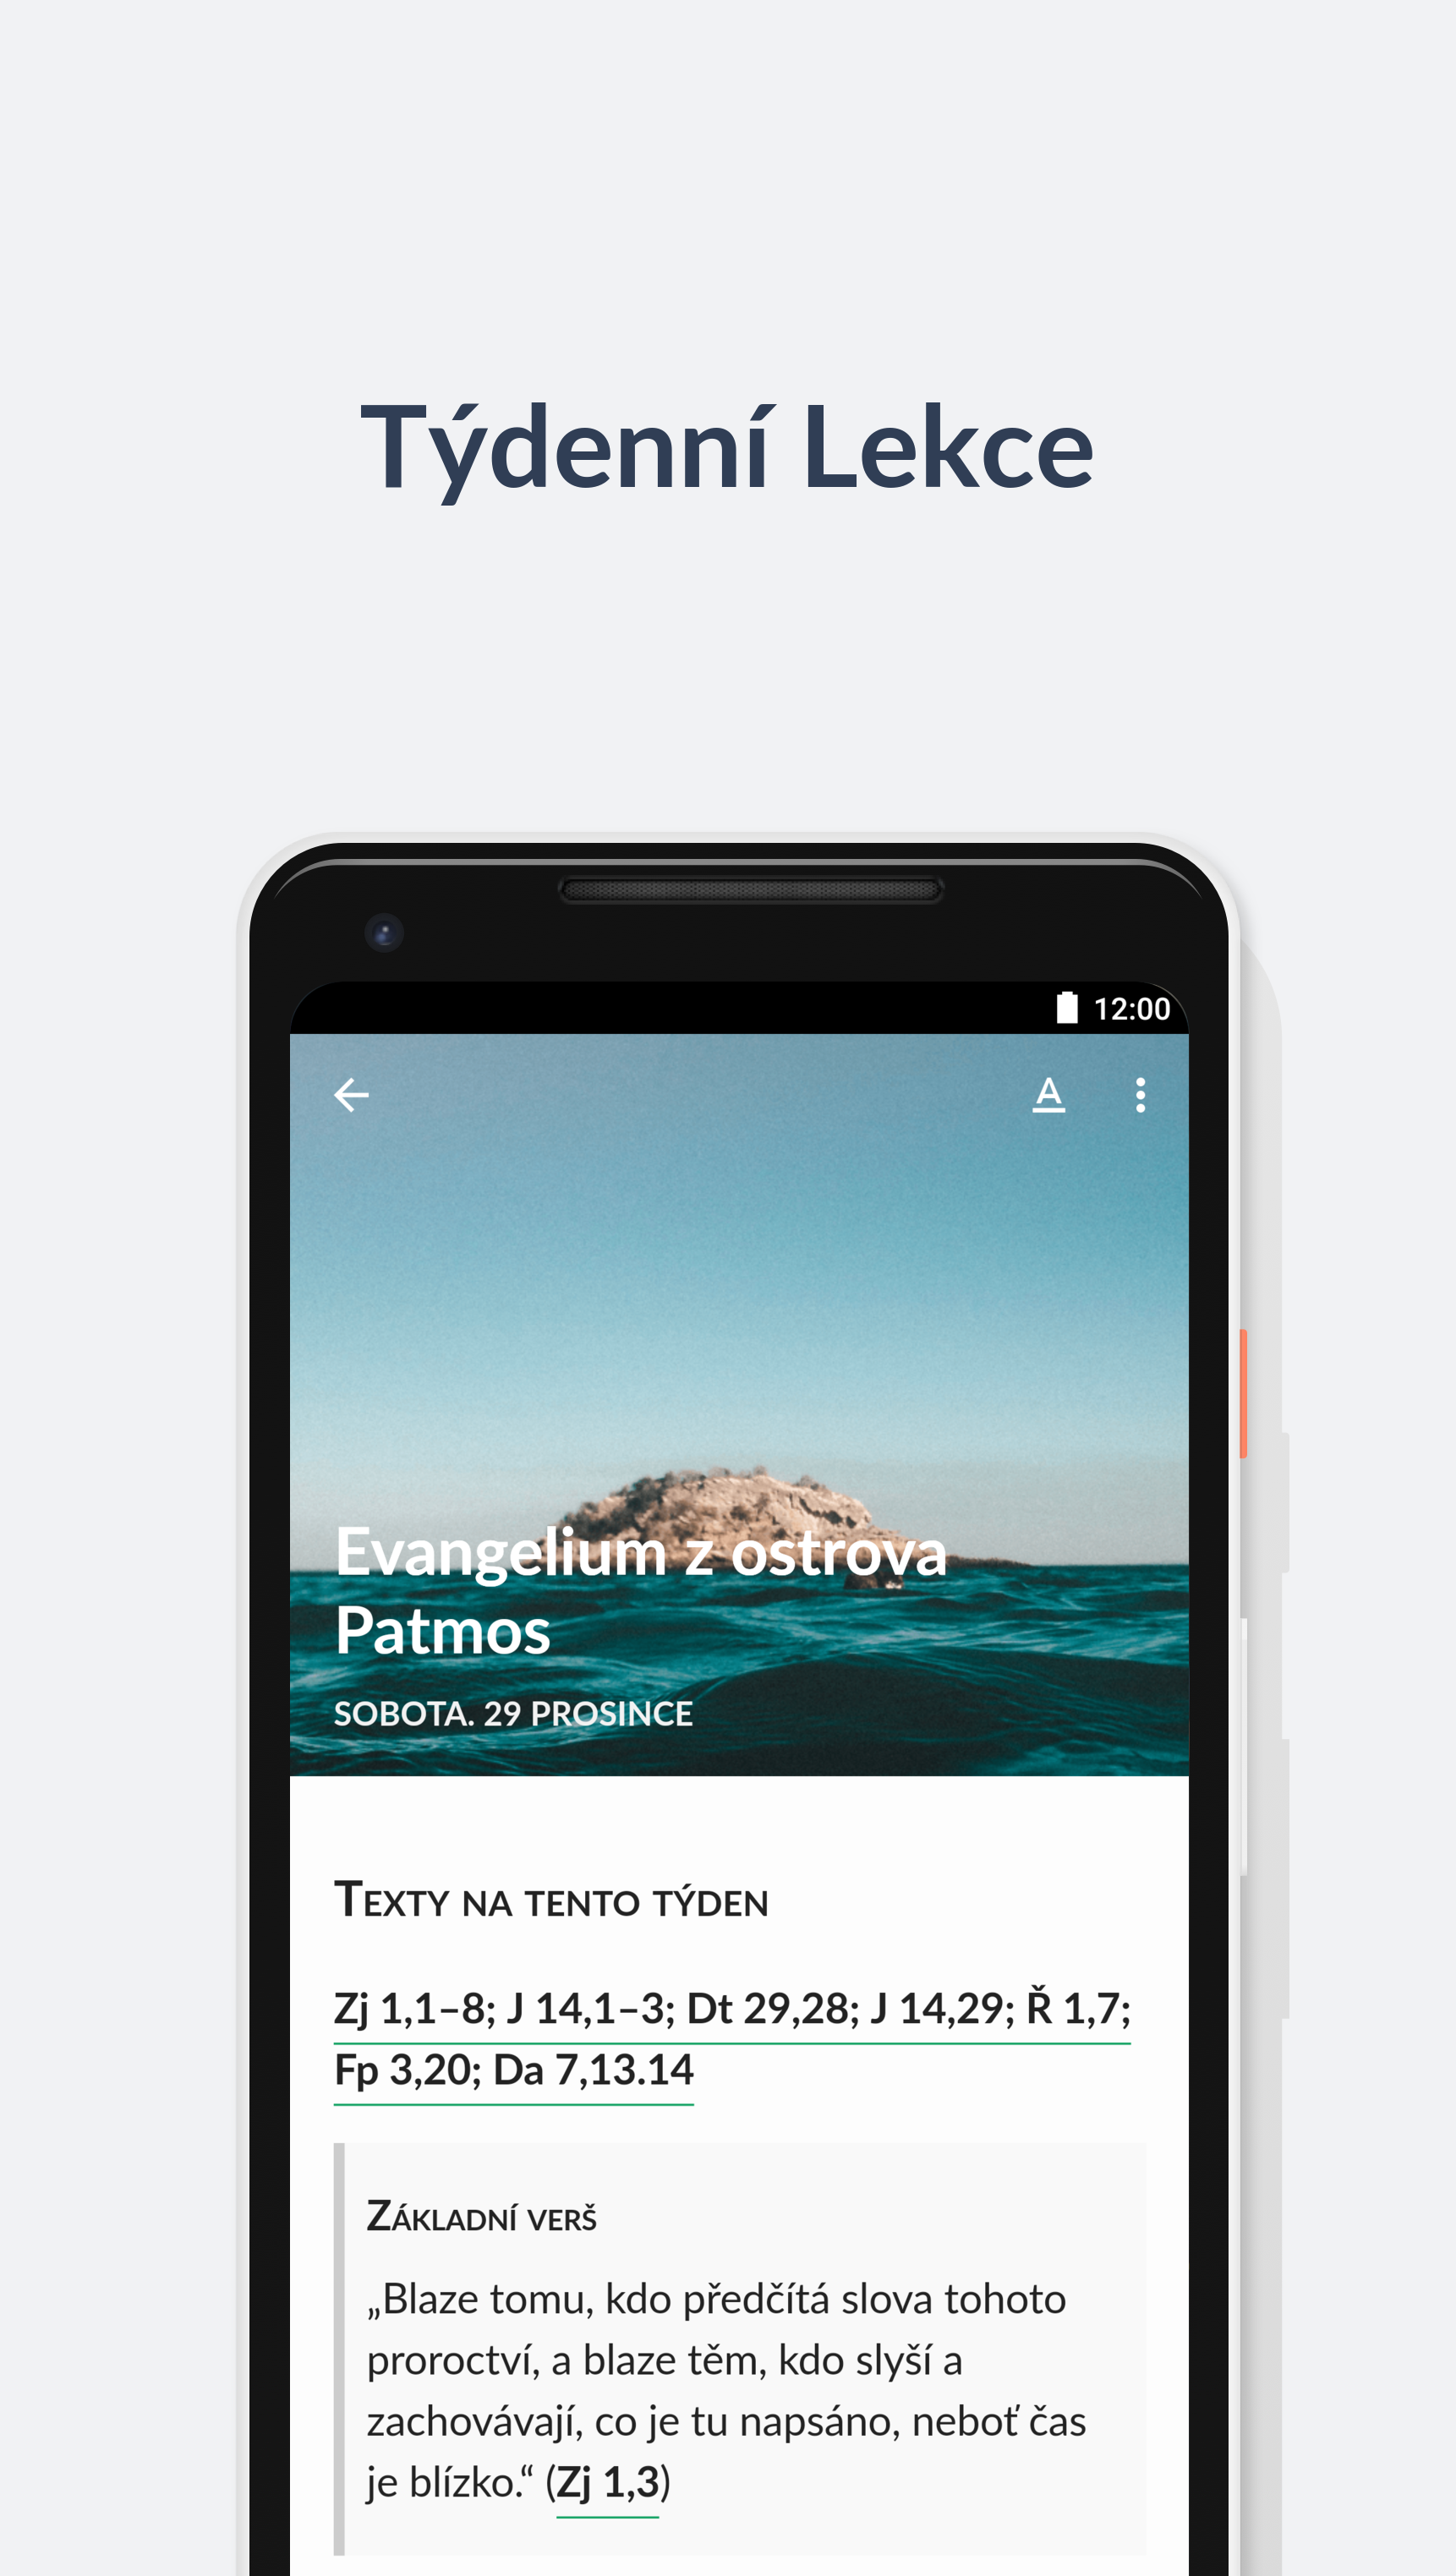 Týdenní Lekce
12:00
A
Evangelium z ostrova
Patmos
SOBOTA. 29 PROSINCE
Texty na tento týden
Zj 1,1–8; J 14,1–3; Dt 29,28; J 14,29; Ř 1,7;
Fp 3,20; Da 7,13.14
Základní verš
„Blaze tomu, kdo předčítá slova tohoto
proroctví, a blaze těm, kdo slyší a
zachovávají, co je tu napsáno, neboť čas
je blízko.“ (Zj 1,3)